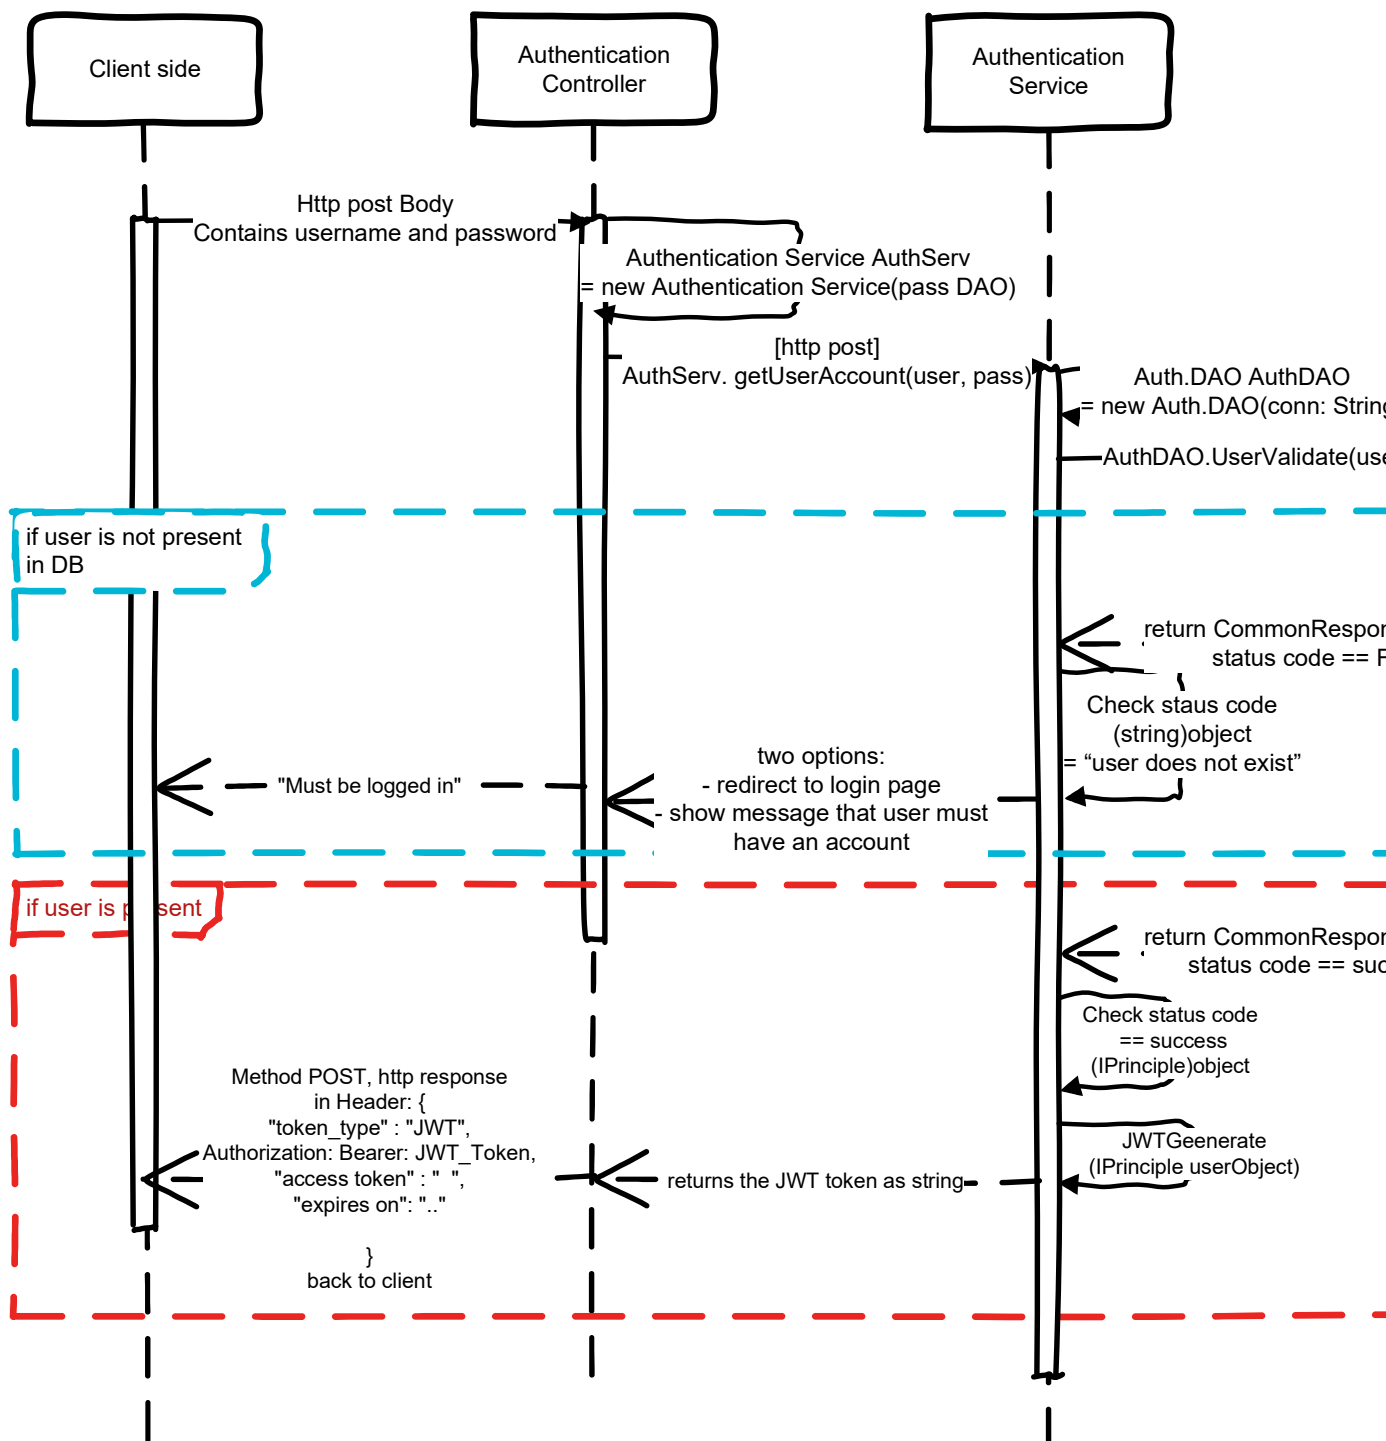 Client side
Authentication
Controller
Authentication
Service
Http post Body
Contains username and password
Authentication Service AuthServ
= new Authentication Service(pass DAO)
[http post]
AuthServ. getUserAccount(user, pass)
Auth.DAO AuthDAO
= new Auth.DAO(conn: String
AuthDAO.UserValidate(use
if user is not present
in DB
return CommonRespon
status code == F
Check staus code
(string)object
= “user does not exist”
two options:
- redirect to login page
- show message that user must
have an account
"Must be logged in"
if user is present
return CommonRespon
status code == suc
Check status code
== success
(IPrinciple)object
JWTGeenerate
(IPrinciple userObject)
returns the JWT token as string
Method POST, http response
in Header: {
"token_type" : "JWT",
Authorization: Bearer: JWT_Token,
"access token" : "  ",
"expires on": ".."
}
back to client